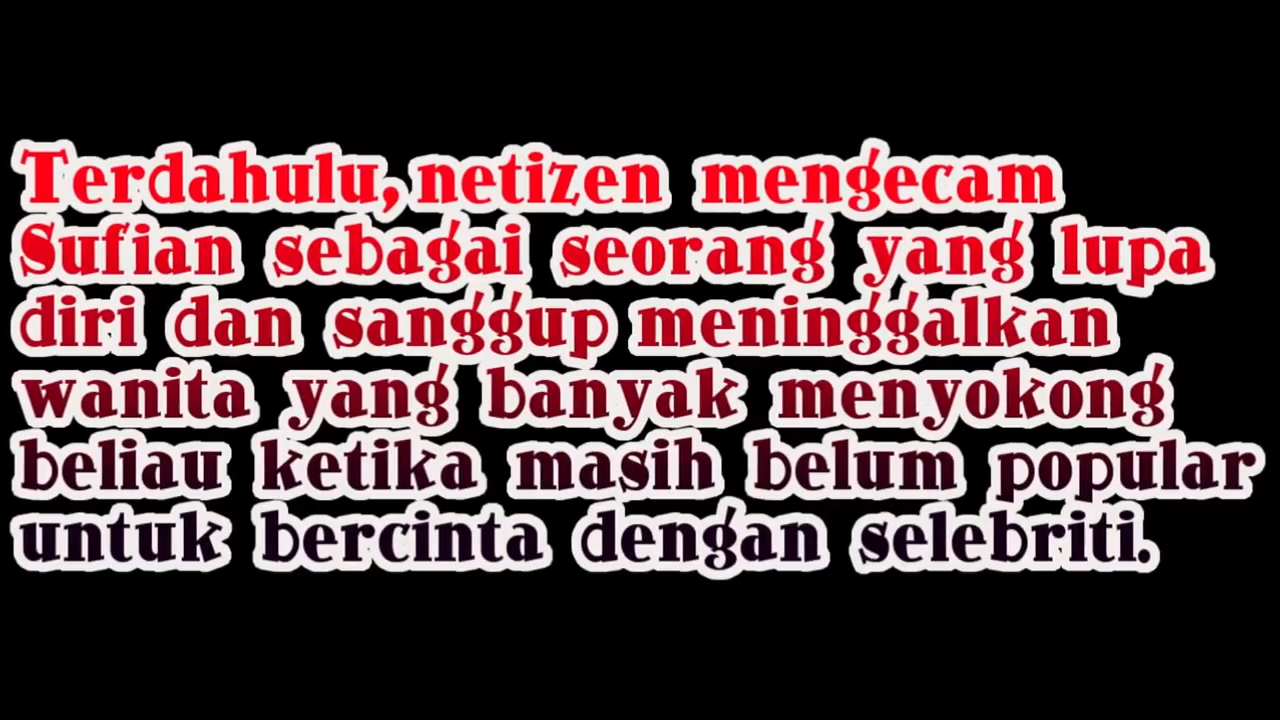 Terdahulu, netizen mengecam
Sufian sebagai seorang yang lupa
diri dan sanggup meninggalkan
wanita yang banyak menyokong
beliau ketika masih belum popular
untuk bercinta dengan selebriti.